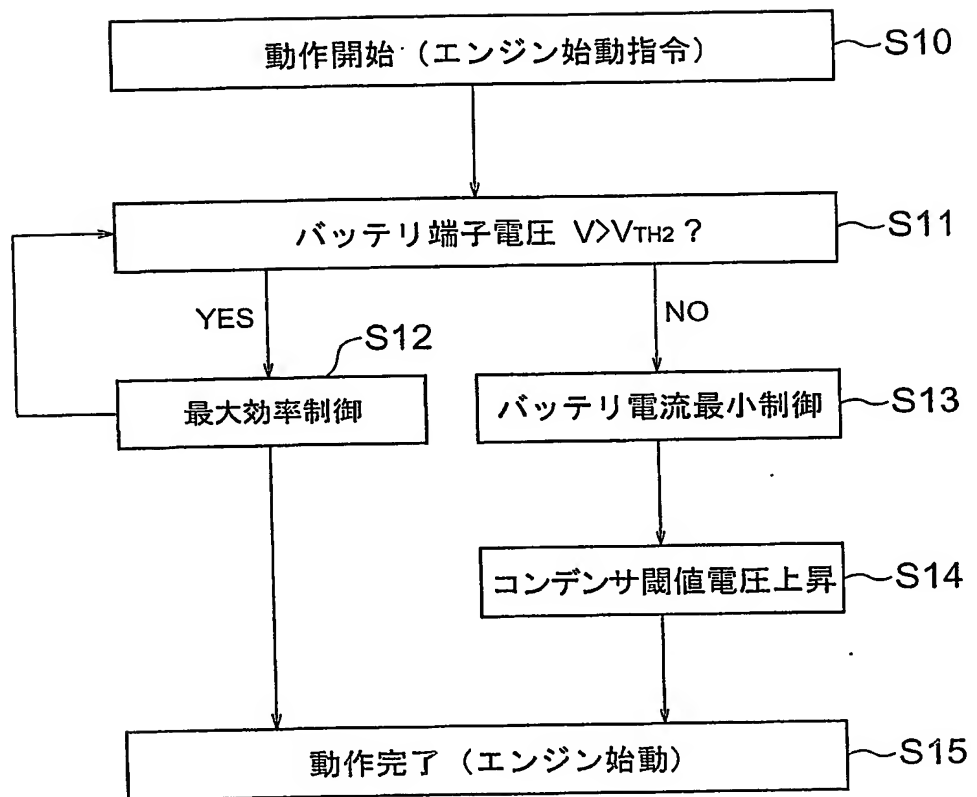 動作開始（エンジン始動指令）
S10
バッテリ端子電圧 V>VTH2？
S11
YES
NO
S12
最大効率制御
バッテリ電流最小制御
S13
コンデンサ閾値電圧上昇
S14
動作完了（エンジン始動）
S15